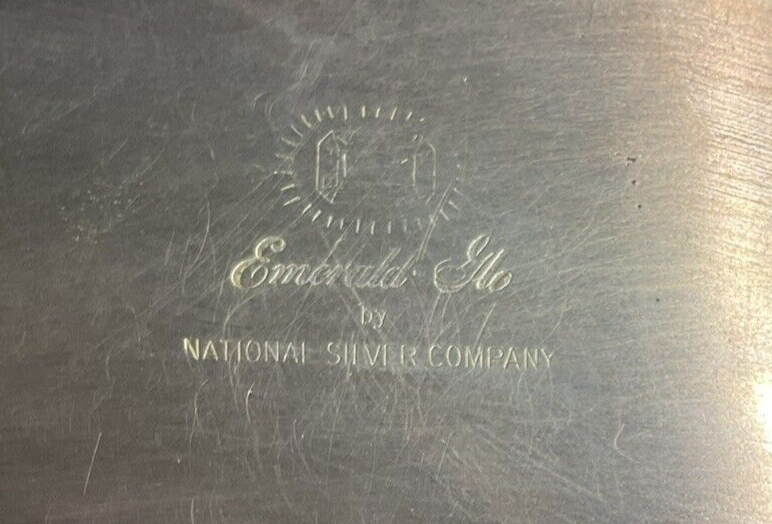 Emerald Glo
by
NATIONAL SILVER COMPANY